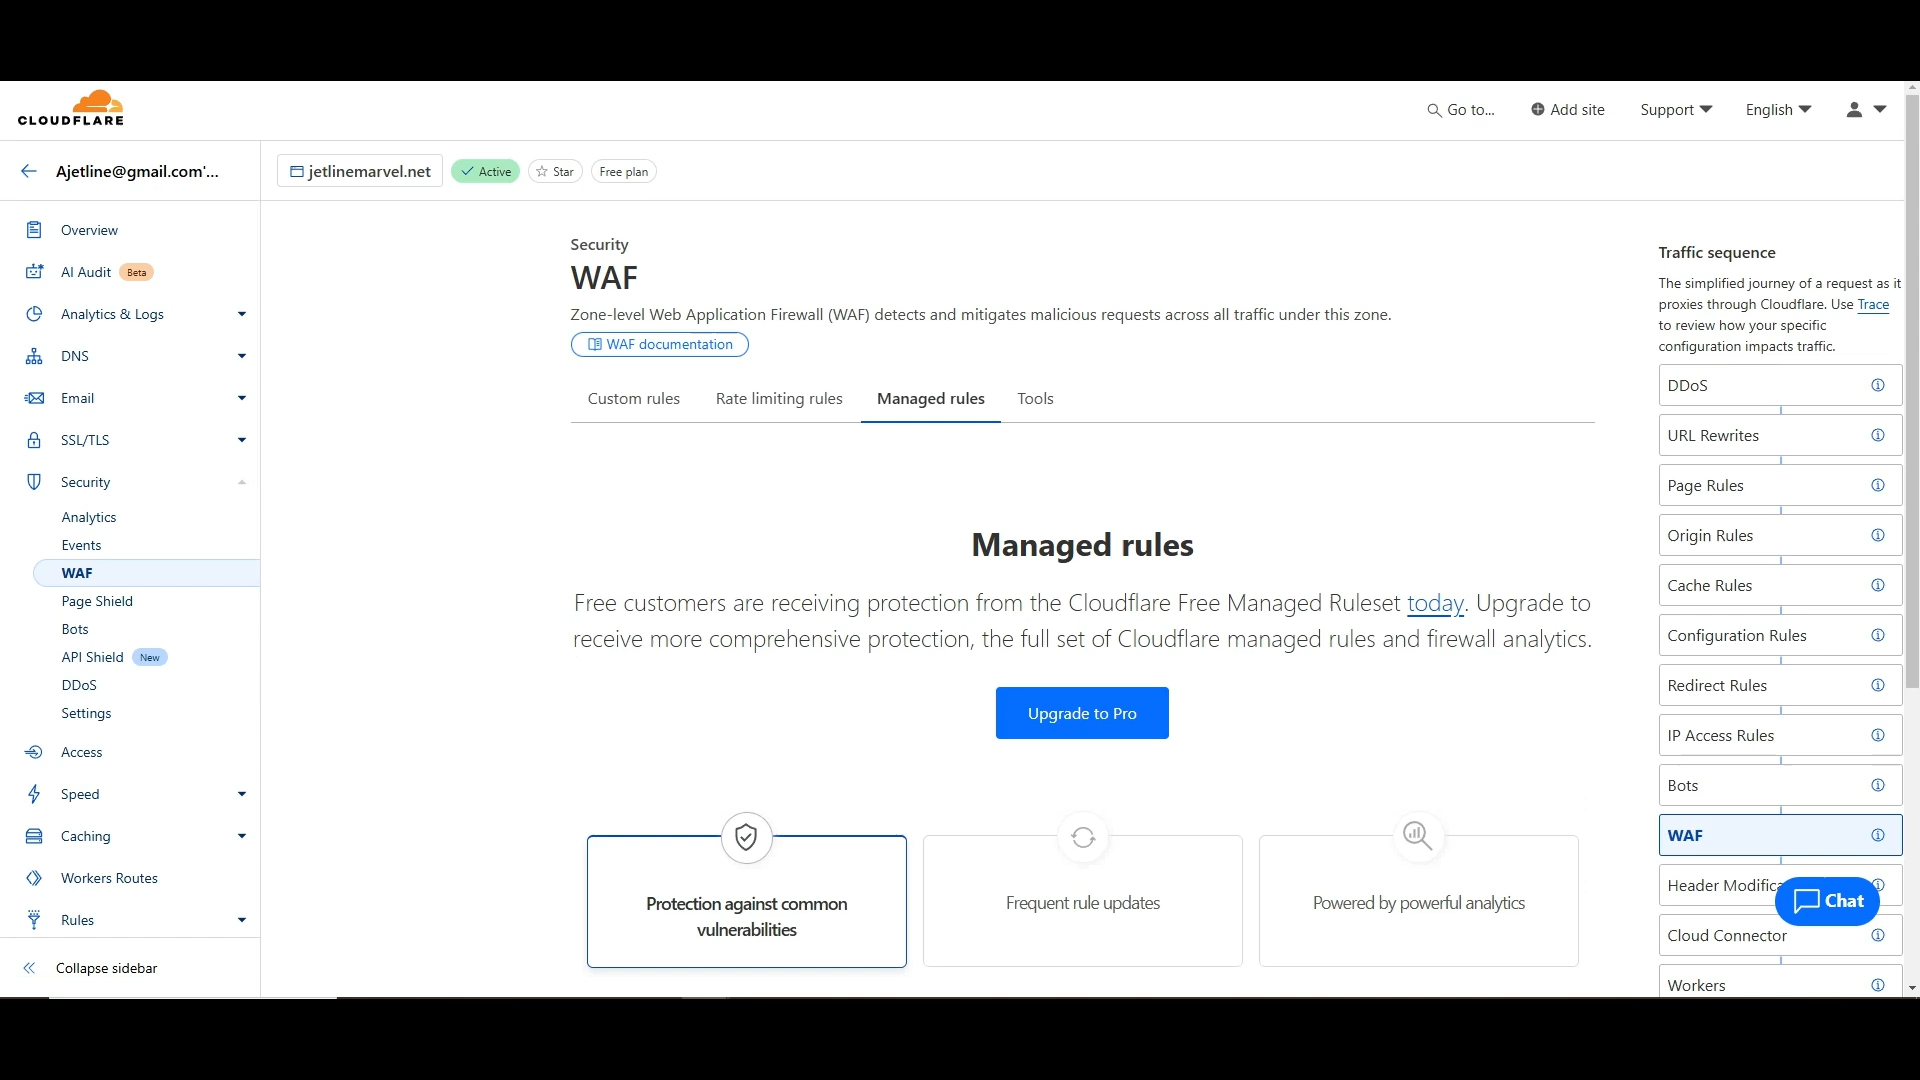 CLOUDFLARE
Go to...
Add site
Support
English
Ajetline@gmail.com'...
jetlinemarvel.net
Active
Star
Free plan
Overview
AI Audit Beta
Analytics & Logs
DNS
Email
SSL/TLS
Security
Analytics
Events
WAF
Page Shield
Bots
API Shield New
DDoS
Settings
Access
Speed
Caching
Workers Routes
Rules
Collapse sidebar
Security
WAF
Zone-level Web Application Firewall (WAF) detects and mitigates malicious requests across all traffic under this zone.
WAF documentation
Custom rules
Rate limiting rules
Managed rules
Tools
Managed rules
Free customers are receiving protection from the Cloudflare Free Managed Ruleset today. Upgrade to
receive more comprehensive protection, the full set of Cloudflare managed rules and firewall analytics.
Upgrade to Pro
Protection against common
vulnerabilities
Frequent rule updates
Powered by powerful analytics
Traffic sequence
The simplified journey of a request as it
proxies through Cloudflare. Use Trace
to review how your specific
configuration impacts traffic.
DDoS
URL Rewrites
Page Rules
Origin Rules
Cache Rules
Configuration Rules
Redirect Rules
IP Access Rules
Bots
WAF
Header Modifica
Chat
Cloud Connector
Workers